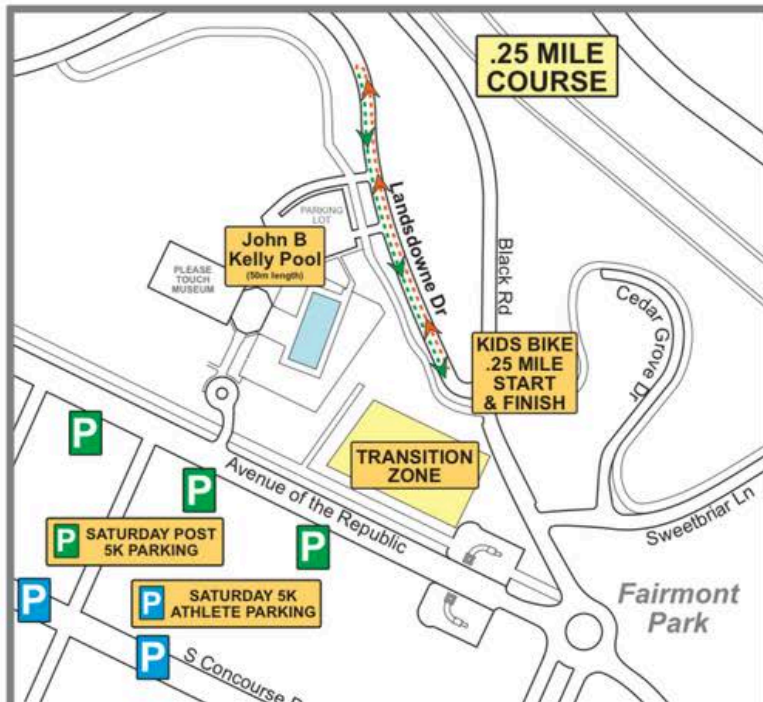 .25 MILE
COURSE
Landsdowne Dr
Black Rd
PARKING
LOT
John B
Kelly Pool
(50m length)
PLEASE
TOUCH
MUSEUM
Cedar Grove Dr
KIDS BIKE
.25 MILE
START
& FINISH
TRANSITION
ZONE
P
Avenue of the Republic
P
Sweetbriar Ln
P
P SATURDAY POST
5K PARKING
P
P SATURDAY 5K
ATHLETE PARKING
Fairmont
Park
P
S Concourse